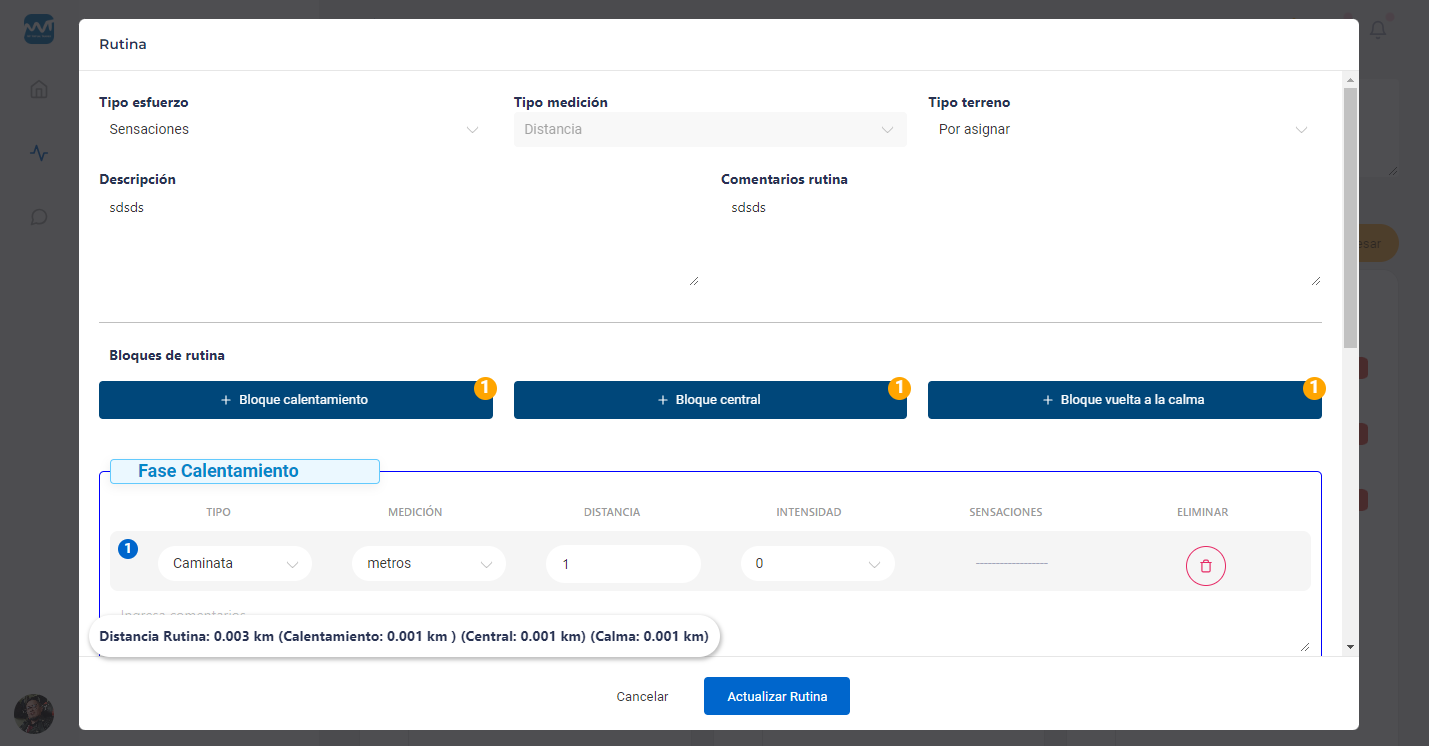 Rutina
Tipo esfuerzo Tipo medición Tipo terreno
Sensaciones Distancia Por asignar
Descripción Comentarios rutina
sdsds sdsds
esar
Bloques de rutina
+ Bloque calentamiento 1 + Bloque central 1 + Bloque vuelta a la calma 1
Fase Calentamiento
TIPO MEDICIÓN DISTANCIA INTENSIDAD SENSACIONES ELIMINAR
1 Caminata metros 1 0 ------------------
Ingresa comentarios
Distancia Rutina: 0.003 km (Calentamiento: 0.001 km ) (Central: 0.001 km) (Calma: 0.001 km)
Cancelar Actualizar Rutina